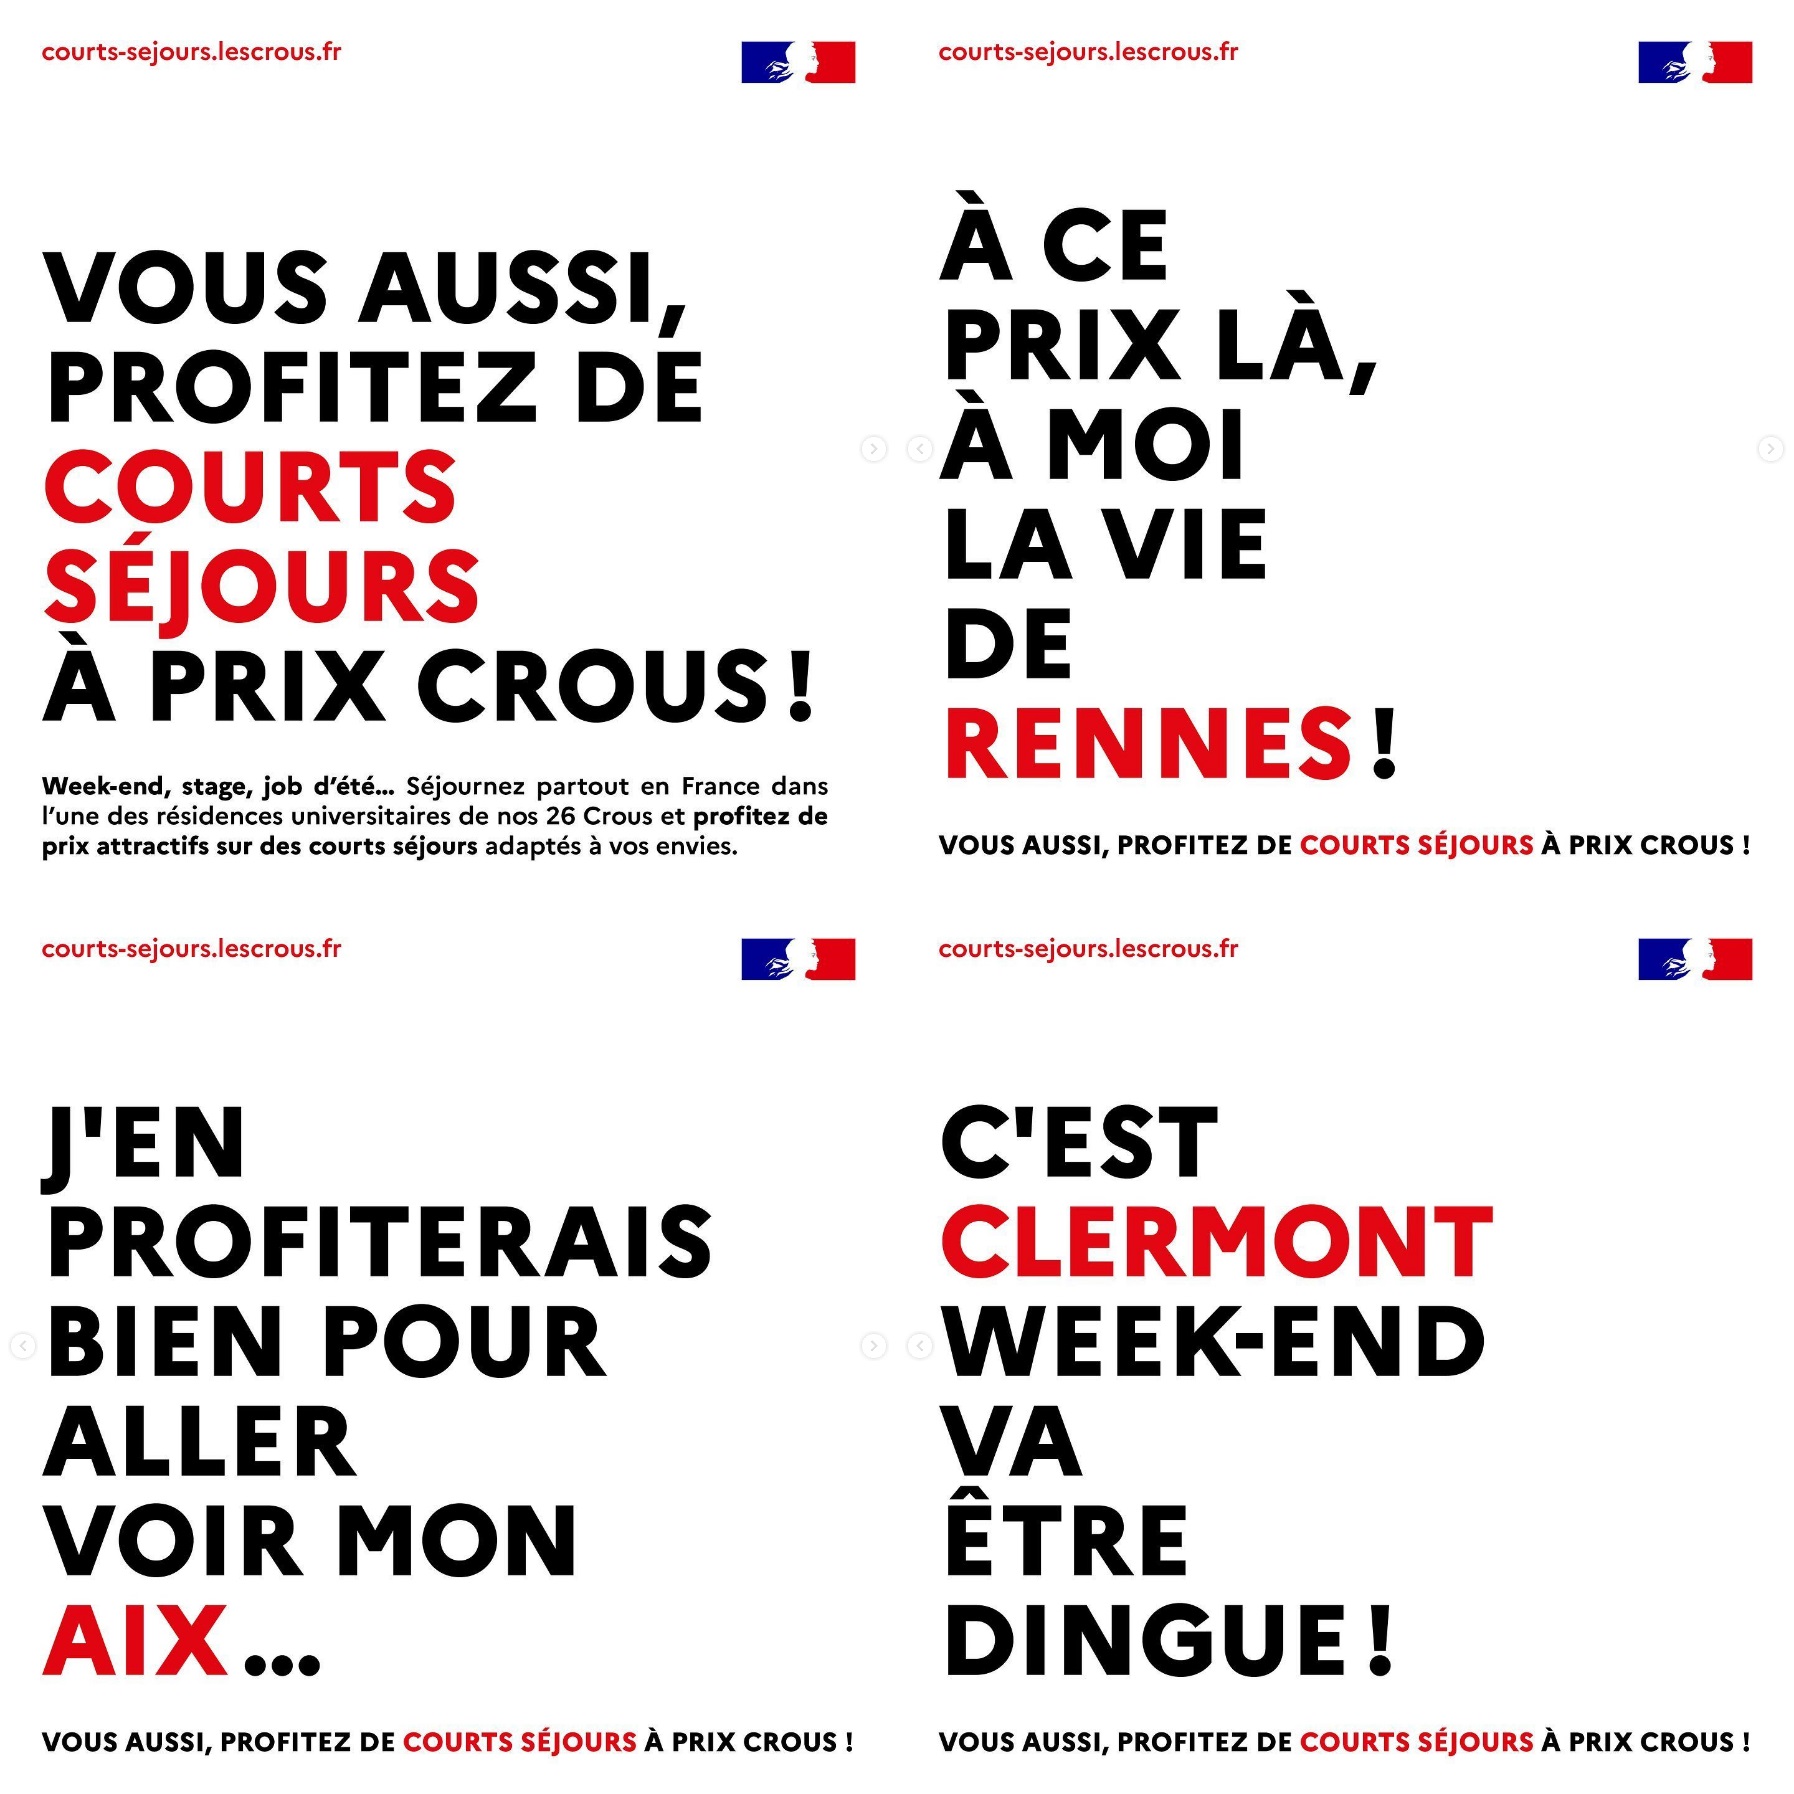 courts-sejours.lescrous.fr
VOUS AUSSI,
PROFITEZ DE
COURTS
SÉJOURS
À PRIX CROUS !
Week-end, stage, job d’été... Séjournez partout en France dans
l’une des résidences universitaires de nos 26 Crous et profitez de
prix attractifs sur des courts séjours adaptés à vos envies.
courts-sejours.lescrous.fr
À CE
PRIX LÀ,
À MOI
LA VIE
DE
RENNES !
VOUS AUSSI, PROFITEZ DE COURTS SÉJOURS À PRIX CROUS !
courts-sejours.lescrous.fr
J'EN
PROFITERAIS
BIEN POUR
ALLER
VOIR MON
AIX ...
VOUS AUSSI, PROFITEZ DE COURTS SÉJOURS À PRIX CROUS !
courts-sejours.lescrous.fr
C'EST
CLERMONT
WEEK-END
VA
ÊTRE
DINGUE !
VOUS AUSSI, PROFITEZ DE COURTS SÉJOURS À PRIX CROUS !